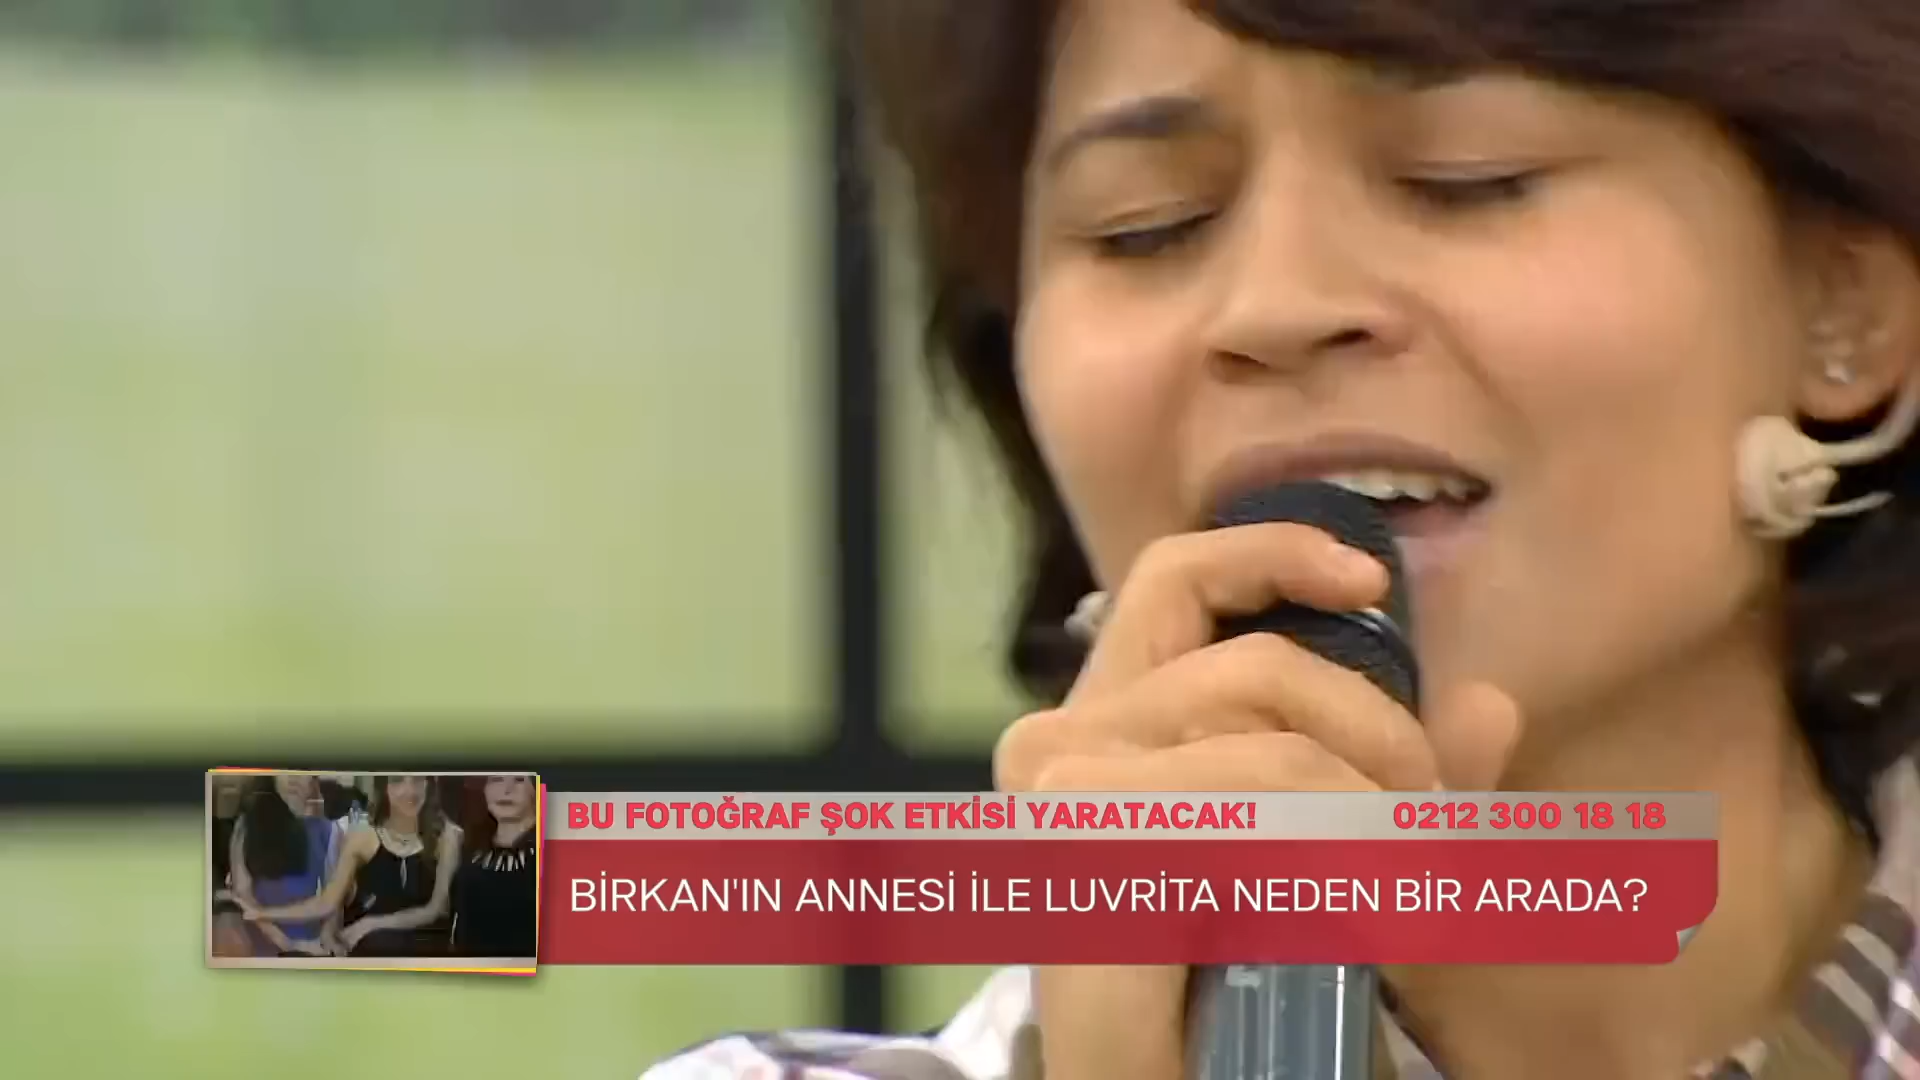 BU FOTOĞRAF ŞOK ETKİSİ YARATACAK! 0212 300 18 18
BİRKAN'IN ANNESİ İLE LUVRİTA NEDEN BİR ARADA?